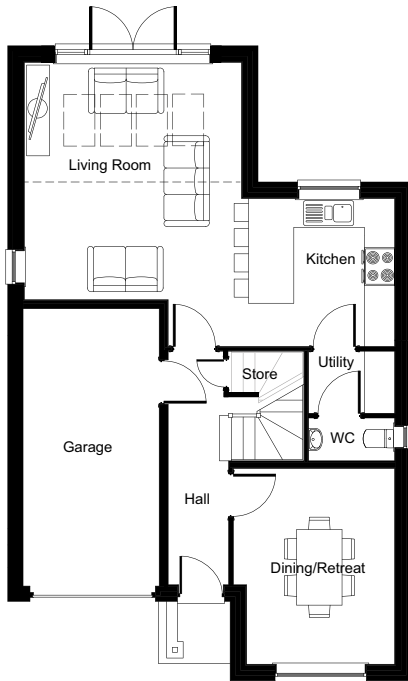 Living Room
Kitchen
Utility
Store
WC
Garage
Hall
Dining/Retreat